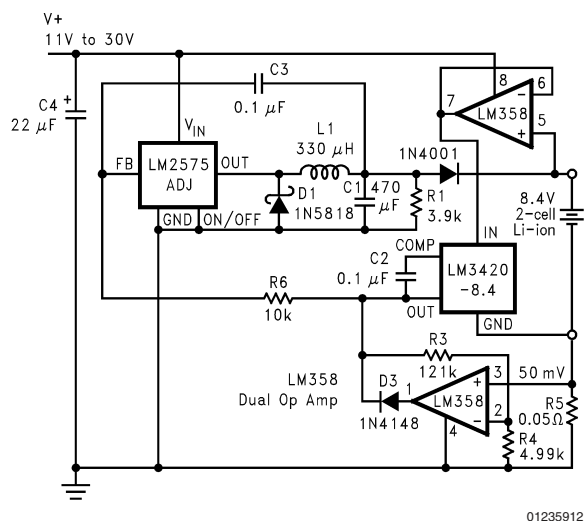 V+
11V to 30V
C3
0.1 μF
C4
+
22 μF
VIN
FB
LM2575
ADJ
OUT
GND
ON/OFF
L1
330 μH
D1
1N5818
C1
470
μF
1N4001
R1
3.9k
8
7
6
5
−
+
LM358
8.4V
2-cell
Li-ion
IN
COMP
C2
0.1 μF
LM3420
-8.4
OUT
GND
R6
10k
R3
121k
LM358
Dual Op Amp
D3
1N4148
1
LM358
+
−
3
2
4
50 mV
R5
0.05Ω
R4
4.99k
01235912